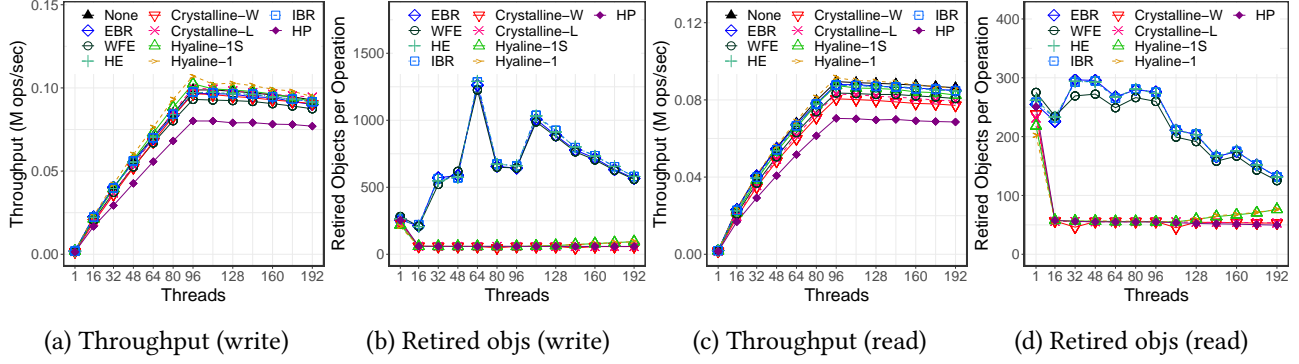 Throughput (M ops/sec)
0.15
0.10
0.05
0.00
None
EBR
WFE
HE
Crystalline−W
Crystalline−L
Hyaline−1S
Hyaline−1
IBR
HP
1 16 32 48 64 80 96 128 160 192
Threads
(a) Throughput (write)
Retired Objects per Operation
1500
1000
500
0
EBR
WFE
HE
IBR
Crystalline−W
Crystalline−L
Hyaline−1S
Hyaline−1
HP
1 16 32 48 64 80 96 128 160 192
Threads
(b) Retired objs (write)
Throughput (M ops/sec)
0.12
0.08
0.04
0.00
None
EBR
WFE
HE
Crystalline−W
Crystalline−L
Hyaline−1S
Hyaline−1
IBR
HP
1 16 32 48 64 80 96 128 160 192
Threads
(c) Throughput (read)
Retired Objects per Operation
400
300
200
100
0
EBR
WFE
HE
IBR
Crystalline−W
Crystalline−L
Hyaline−1S
Hyaline−1
HP
1 16 32 48 64 80 96 128 160 192
Threads
(d) Retired objs (read)